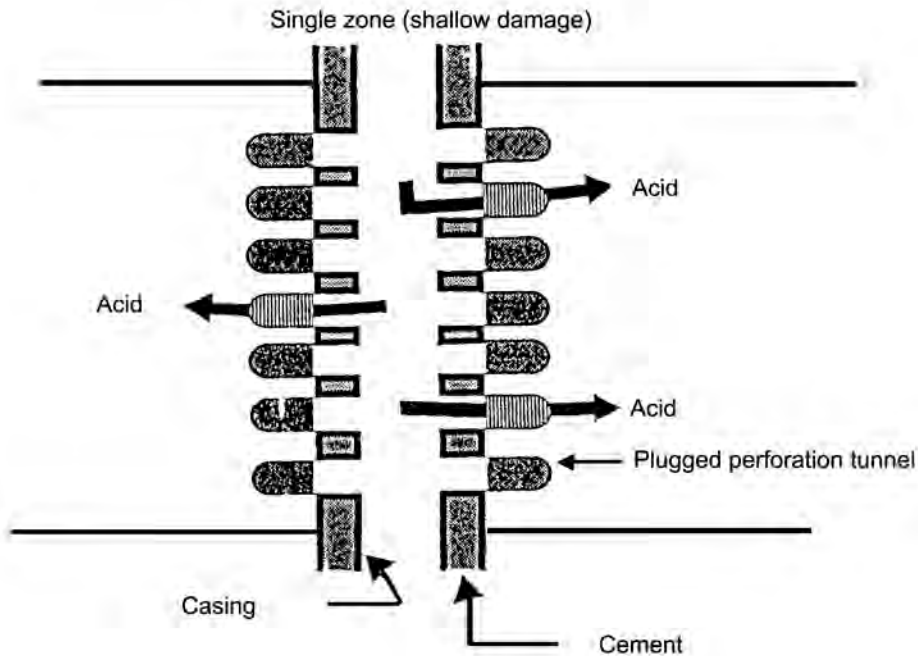 Single zone (shallow damage)
Acid
Acid
Acid
Plugged perforation tunnel
Casing
Cement